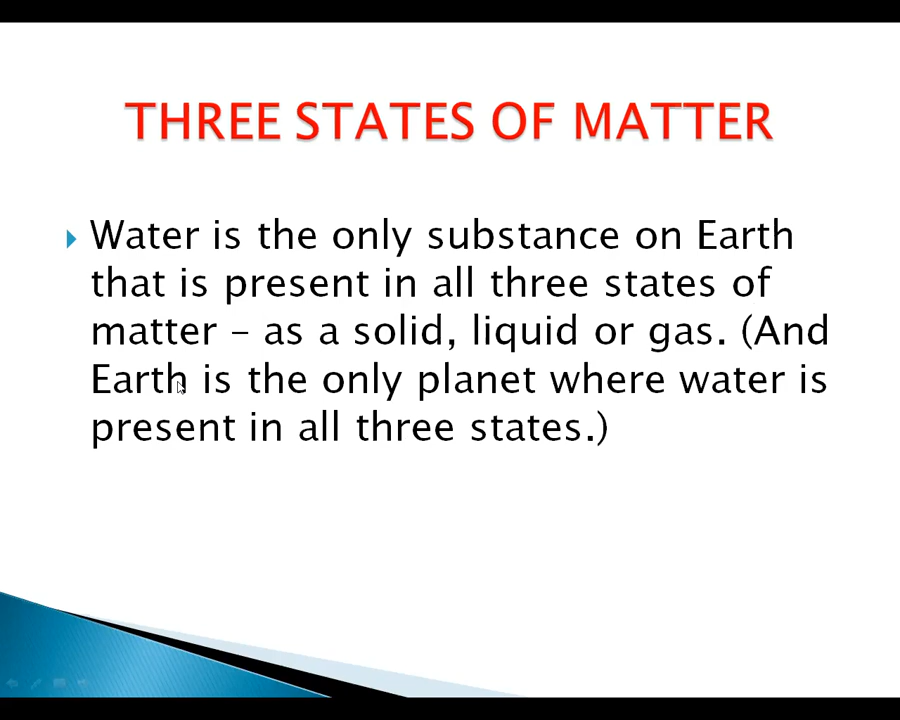 THREE STATES OF MATTER
Water is the only substance on Earth
that is present in all three states of
matter – as a solid, liquid or gas. (And
Earth is the only planet where water is
present in all three states.)